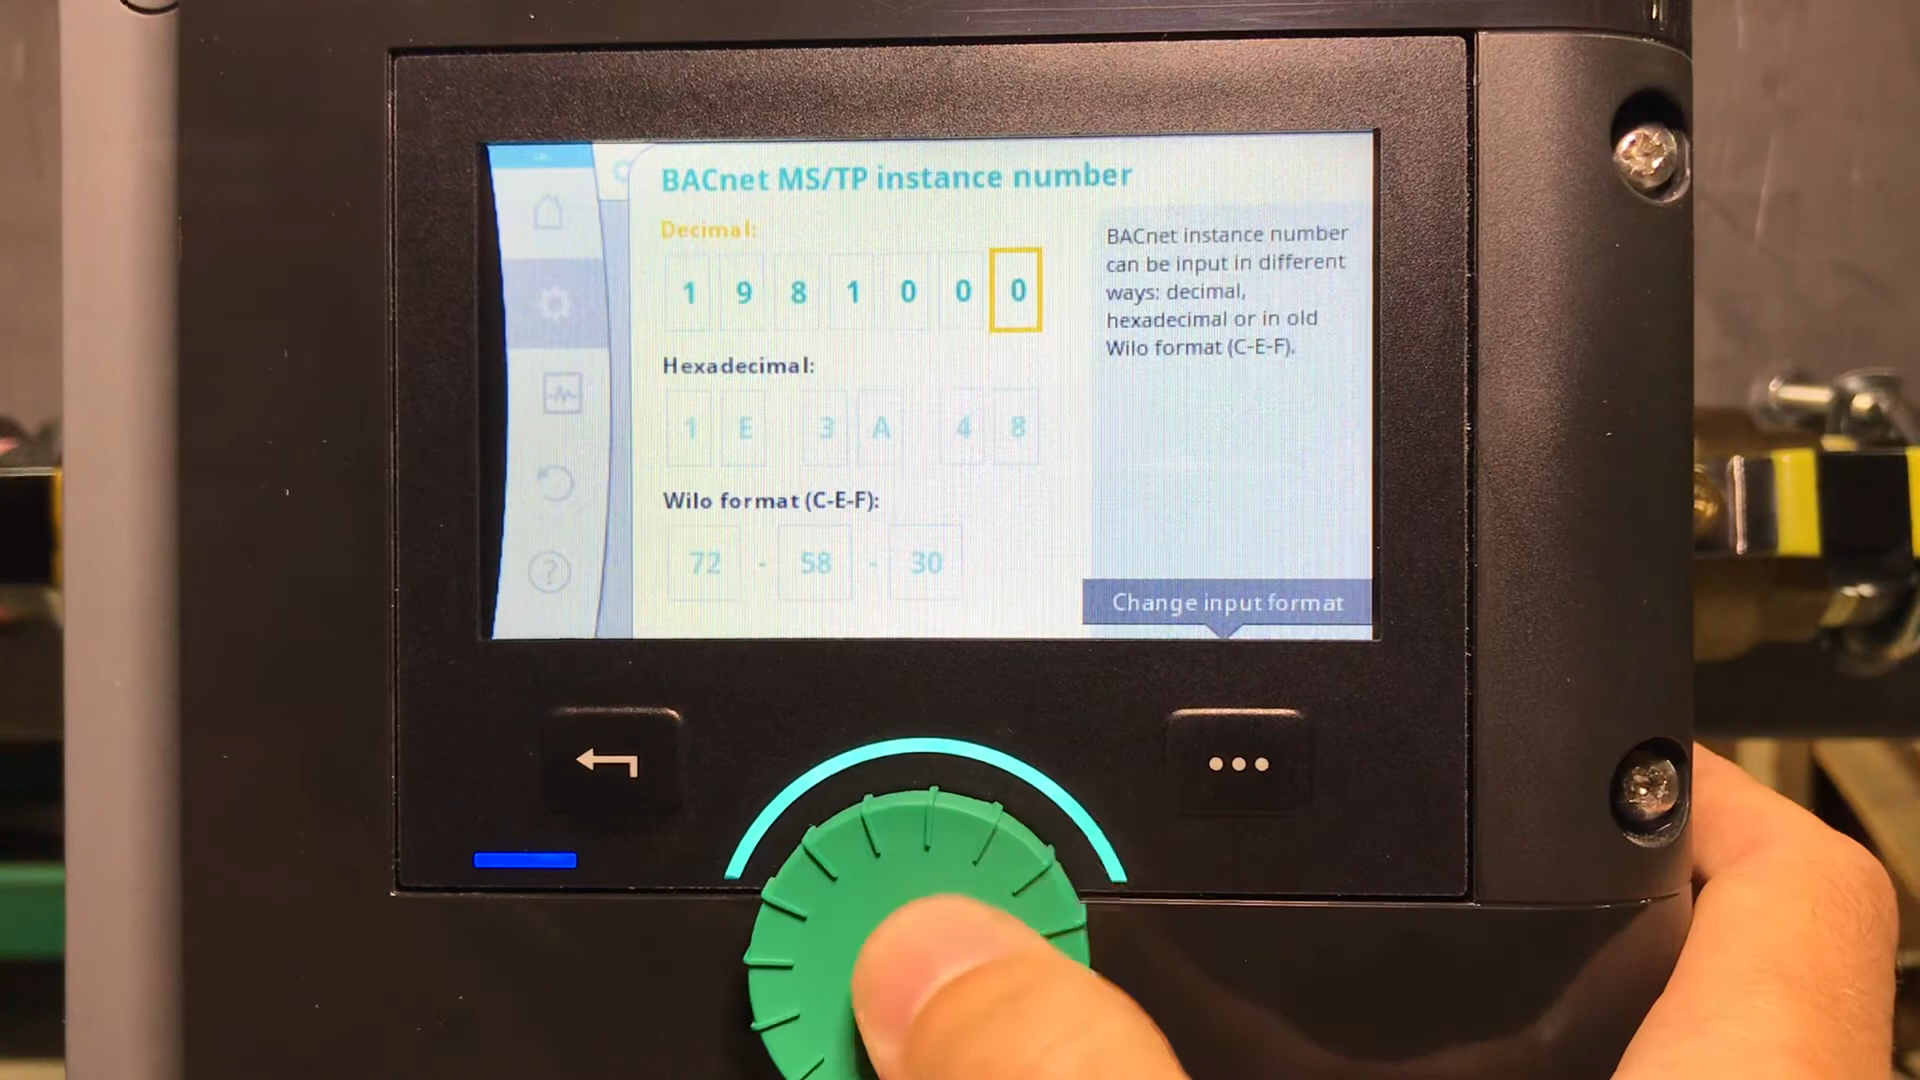 BACnet MS/TP instance number
Decimal:
1 9 8 1 0 0 0
Hexadecimal:
1 E 3 A 4 8
Wilo format (C-E-F):
72 - 58 - 30
BACnet instance number
can be input in different
ways: decimal,
hexadecimal or in old
Wilo format (C-E-F).
Change input format